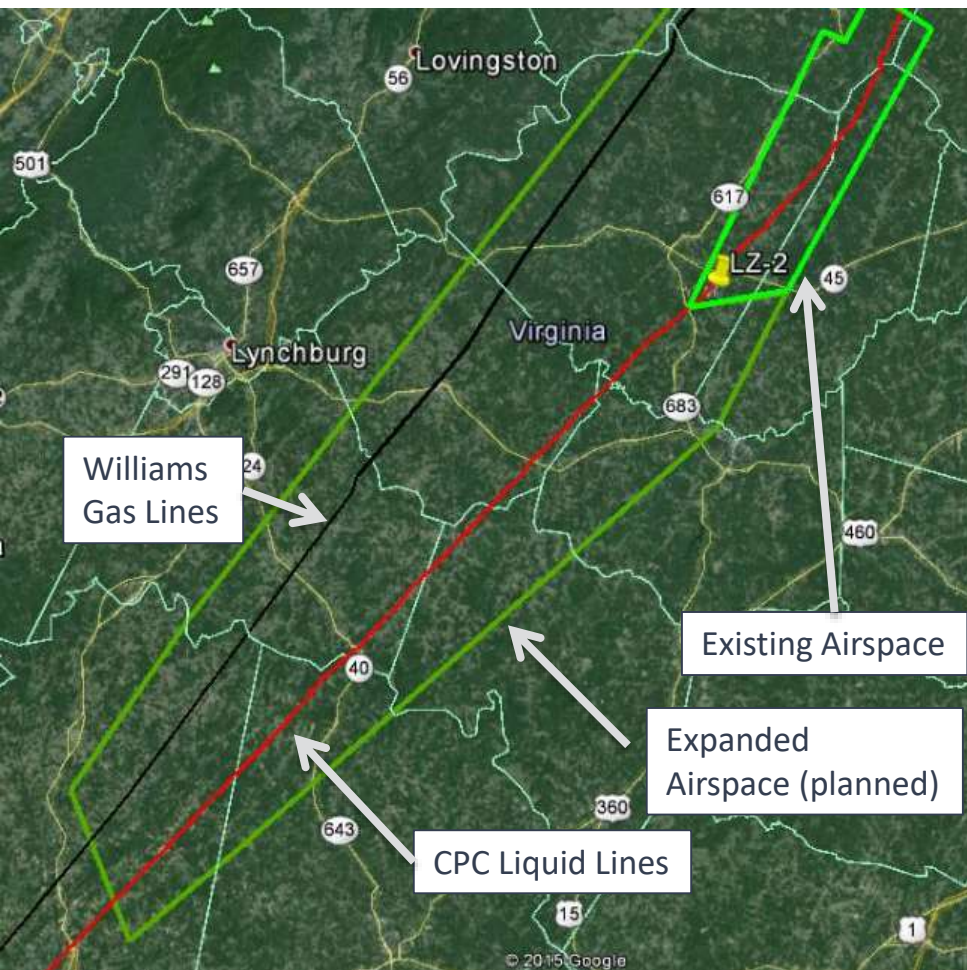 Lovingston
56
501
617
657
LZ-2
45
Virginia
Lynchburg
291
128
683
Williams
Gas Lines
24
460
Existing Airspace
40
Expanded
Airspace (planned)
360
643
CPC Liquid Lines
15
1
© 2015 Google